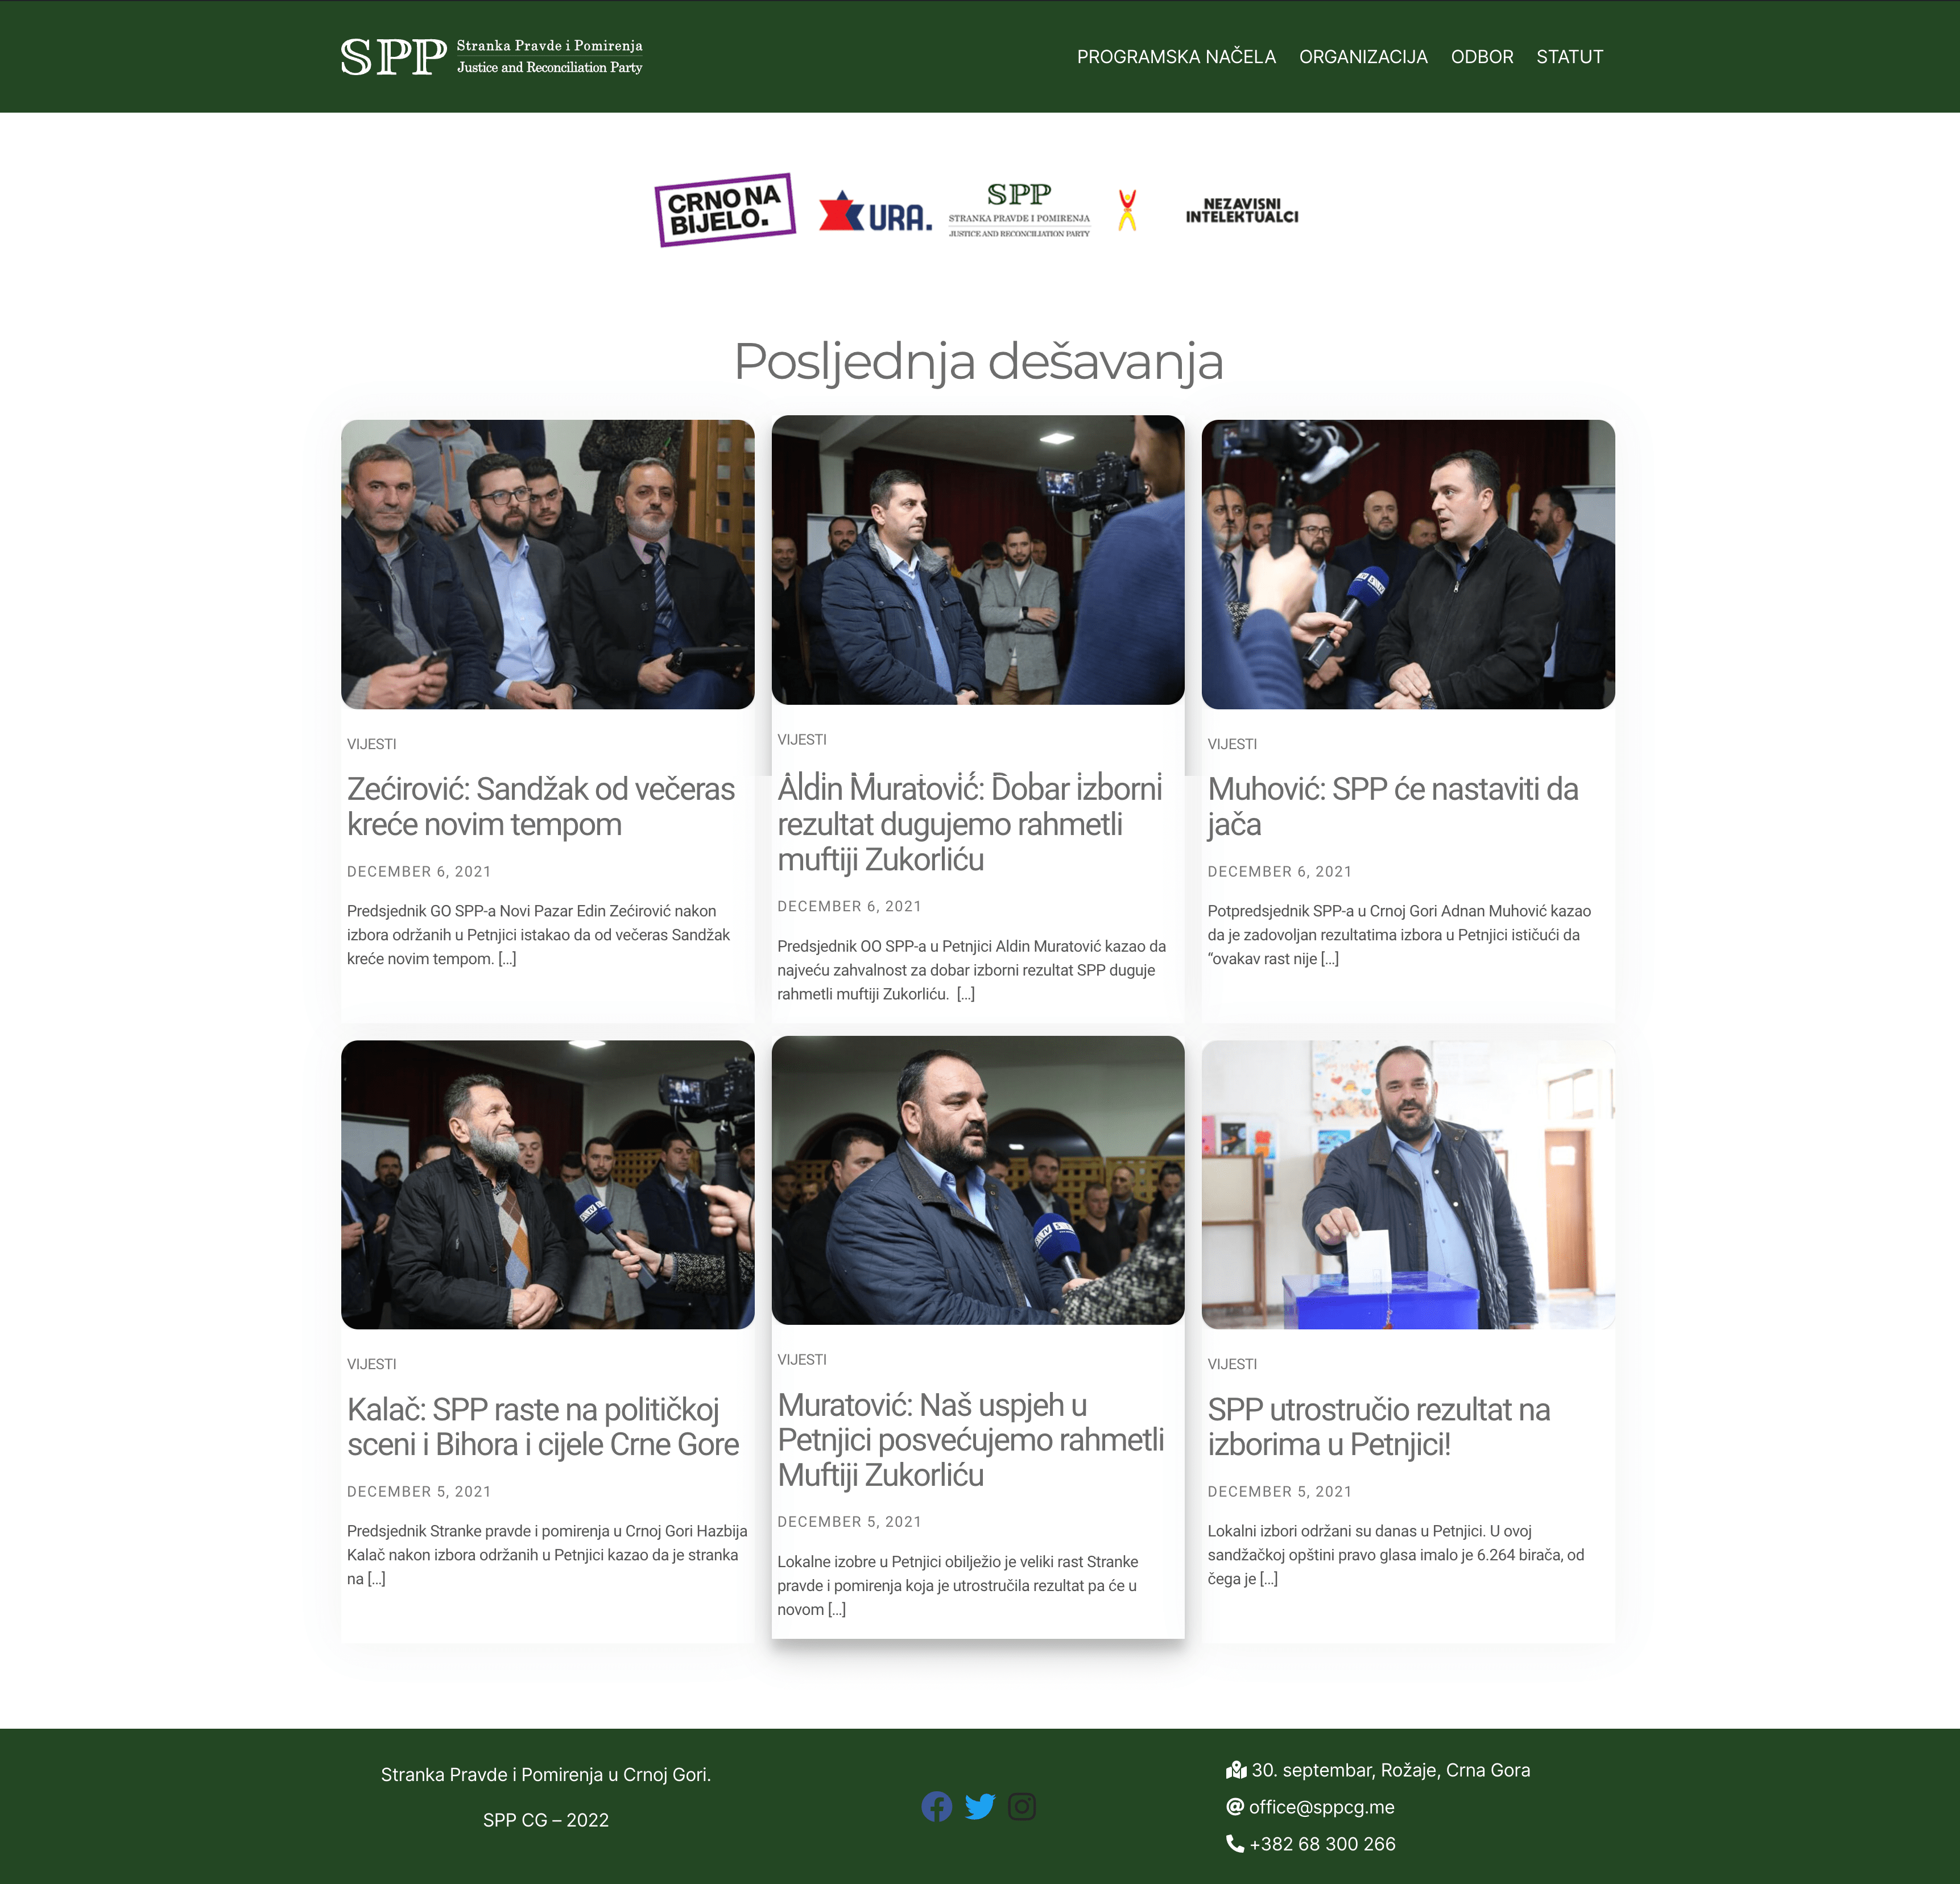 SPP Stranka Pravde i Pomirenja
Justice and Reconciliation Party
PROGRAMSKA NAČELA ORGANIZACIJA ODBOR STATUT
CRNO NA
BIJELO.
URA.
SPP
STRANKA PRAVDE I POMIRENJA
JUSTICE AND RECONCILIATION PARTY
NEZAVISNI
INTELEKTUALCI
Posljednja dešavanja
VIJESTI
Zećirović: Sandžak od večeras
kreće novim tempom
DECEMBER 6, 2021
Predsjednik GO SPP-a Novi Pazar Edin Zećirović nakon
izbora održanih u Petnjici istakao da od večeras Sandžak
kreće novim tempom. [...]
VIJESTI
Aldin Muratović: Dobar izborni
rezultat dugujemo rahmetli
muftiji Zukorliću
DECEMBER 6, 2021
Predsjednik OO SPP-a u Petnjici Aldin Muratović kazao da
najveću zahvalnost za dobar izborni rezultat SPP duguje
rahmetli muftiji Zukorliću.  [...]
VIJESTI
Muhović: SPP će nastaviti da
jača
DECEMBER 6, 2021
Potpredsjednik SPP-a u Crnoj Gori Adnan Muhović kazao
da je zadovoljan rezultatima izbora u Petnjici ističući da
“ovakav rast nije [...]
VIJESTI
Kalač: SPP raste na političkoj
sceni i Bihora i cijele Crne Gore
DECEMBER 5, 2021
Predsjednik Stranke pravde i pomirenja u Crnoj Gori Hazbija
Kalač nakon izbora održanih u Petnjici kazao da je stranka
na [...]
VIJESTI
Muratović: Naš uspjeh u
Petnjici posvećujemo rahmetli
Muftiji Zukorliću
DECEMBER 5, 2021
Lokalne izobre u Petnjici obilježio je veliki rast Stranke
pravde i pomirenja koja je utrostručila rezultat pa će u
novom [...]
VIJESTI
SPP utrostručio rezultat na
izborima u Petnjici!
DECEMBER 5, 2021
Lokalni izbori održani su danas u Petnjici. U ovoj
sandžačkoj opštini pravo glasa imalo je 6.264 birača, od
čega je [...]
Stranka Pravde i Pomirenja u Crnoj Gori.
SPP CG – 2022
30. septembar, Rožaje, Crna Gora
office@sppcg.me
+382 68 300 266